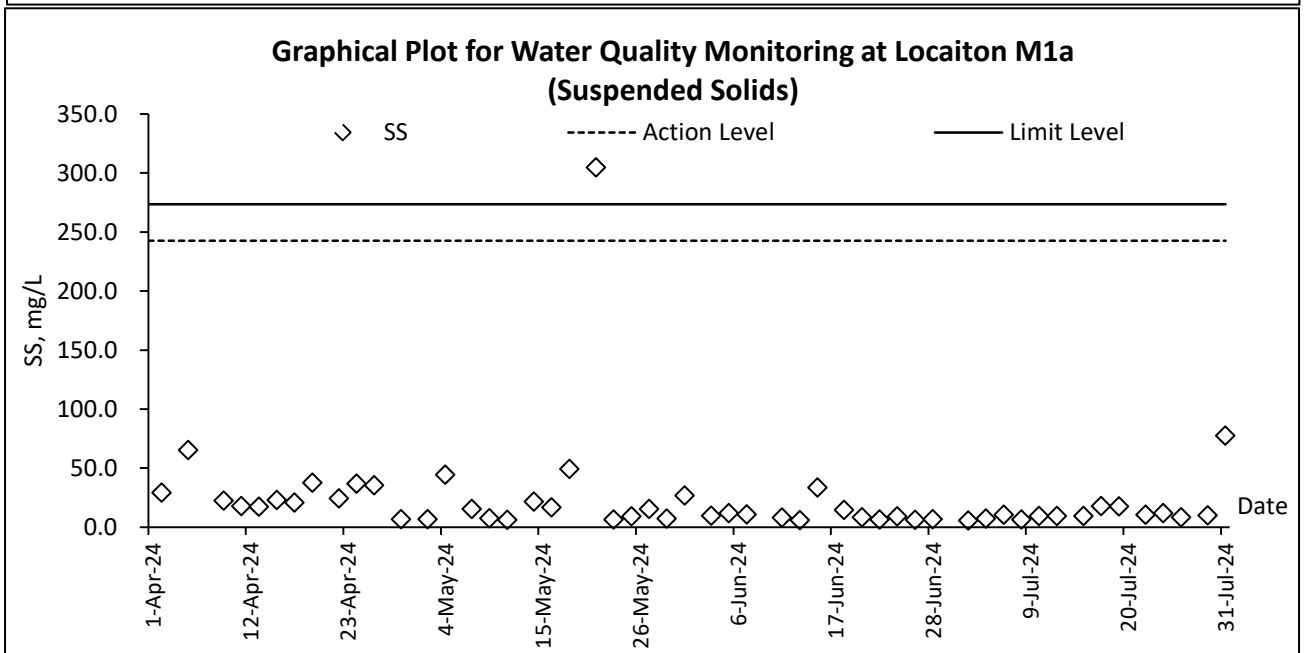 Graphical Plot for Water Quality Monitoring at Locaiton M1a
(Suspended Solids)
SS
Action Level
Limit Level
350.0
300.0
250.0
200.0
150.0
100.0
50.0
0.0
SS, mg/L
Date
1-Apr-24
12-Apr-24
23-Apr-24
4-May-24
15-May-24
26-May-24
6-Jun-24
17-Jun-24
28-Jun-24
9-Jul-24
20-Jul-24
31-Jul-24